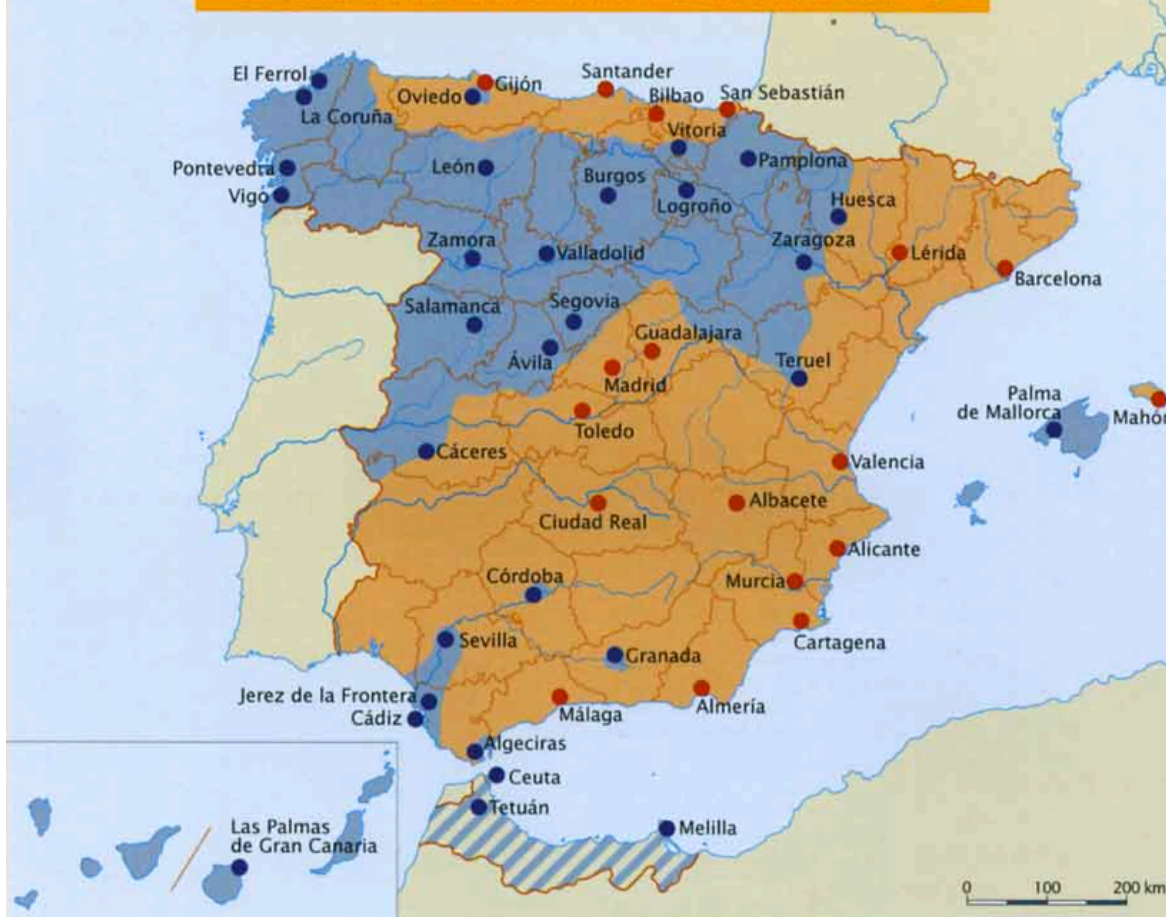 El Ferrol
La Coruña
Oviedo
Gijón
Santander
Bilbao
San Sebastián
Vitoria
Pamplona
Pontevedra
Vigo
León
Burgos
Logroño
Huesca
Zamora
Valladolid
Zaragoza
Lérida
Barcelona
Salamanca
Segovia
Ávila
Guadalajara
Madrid
Teruel
Toledo
Palma
de Mallorca
Mahón
Cáceres
Valencia
Ciudad Real
Albacete
Alicante
Córdoba
Murcia
Cartagena
Sevilla
Granada
Jerez de la Frontera
Cádiz
Málaga
Almería
Algeciras
Ceuta
Tetuán
Melilla
Las Palmas
de Gran Canaria
0 100 200 km